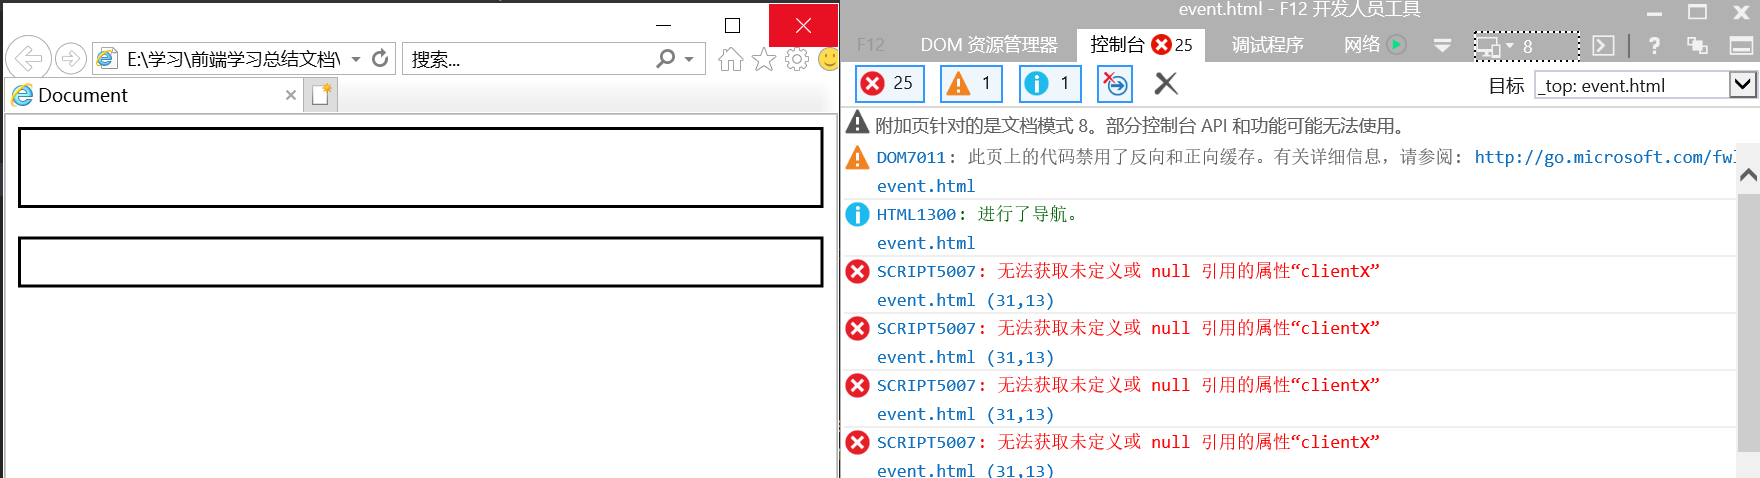 E:\学习\前端学习总结文档\
搜索...
Document
event.html - F12 开发人员工具
F12
DOM 资源管理器
控制台
25
调试程序
网络
8
25
1
1
目标
_top: event.html
附加页针对的是文档模式 8。部分控制台 API 和功能可能无法使用。
DOM7011: 此页上的代码禁用了反向和正向缓存。有关详细信息，请参阅: http://go.microsoft.com/fwl
event.html
HTML1300: 进行了导航。
event.html
SCRIPT5007: 无法获取未定义或 null 引用的属性“clientX”
event.html (31,13)
SCRIPT5007: 无法获取未定义或 null 引用的属性“clientX”
event.html (31,13)
SCRIPT5007: 无法获取未定义或 null 引用的属性“clientX”
event.html (31,13)
SCRIPT5007: 无法获取未定义或 null 引用的属性“clientX”
event.html (31,13)